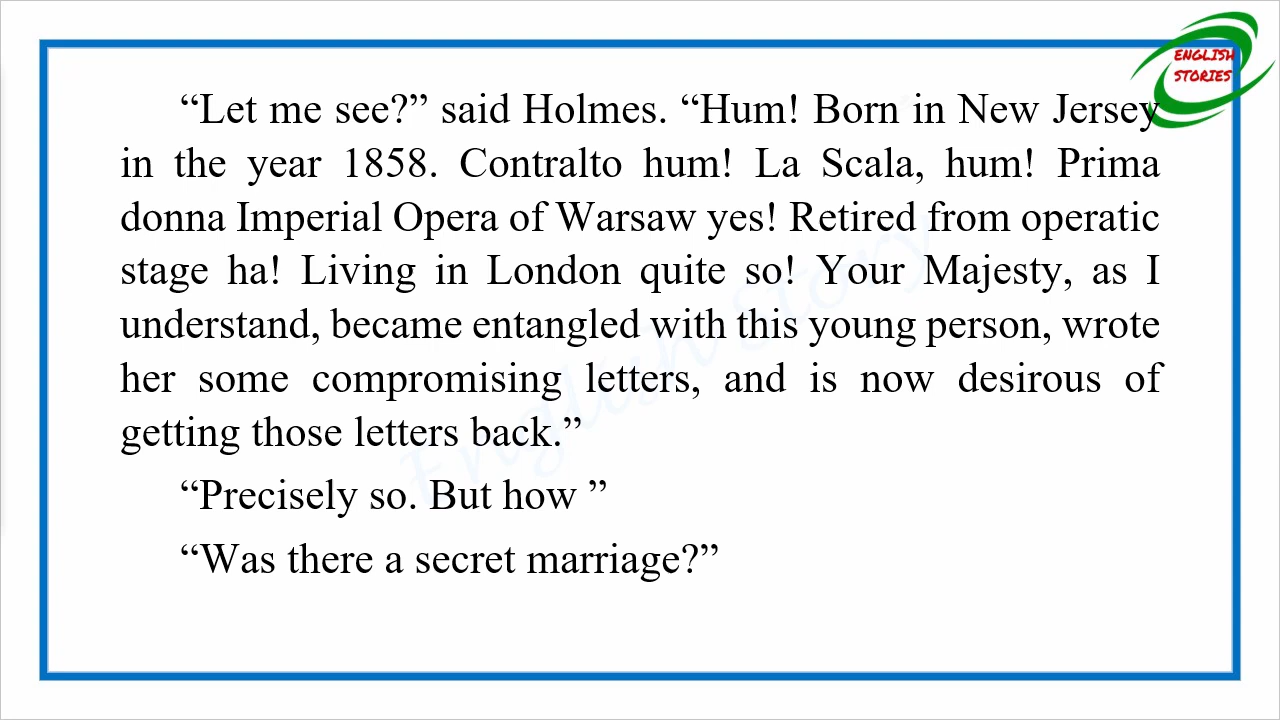 ENGLISH
STORIES
“Let me see?” said Holmes. “Hum! Born in New Jersey
in the year 1858. Contralto hum! La Scala, hum! Prima
donna Imperial Opera of Warsaw yes! Retired from operatic
stage ha! Living in London quite so! Your Majesty, as I
understand, became entangled with this young person, wrote
her some compromising letters, and is now desirous of
getting those letters back.”
“Precisely so. But how ”
“Was there a secret marriage?”
English Story